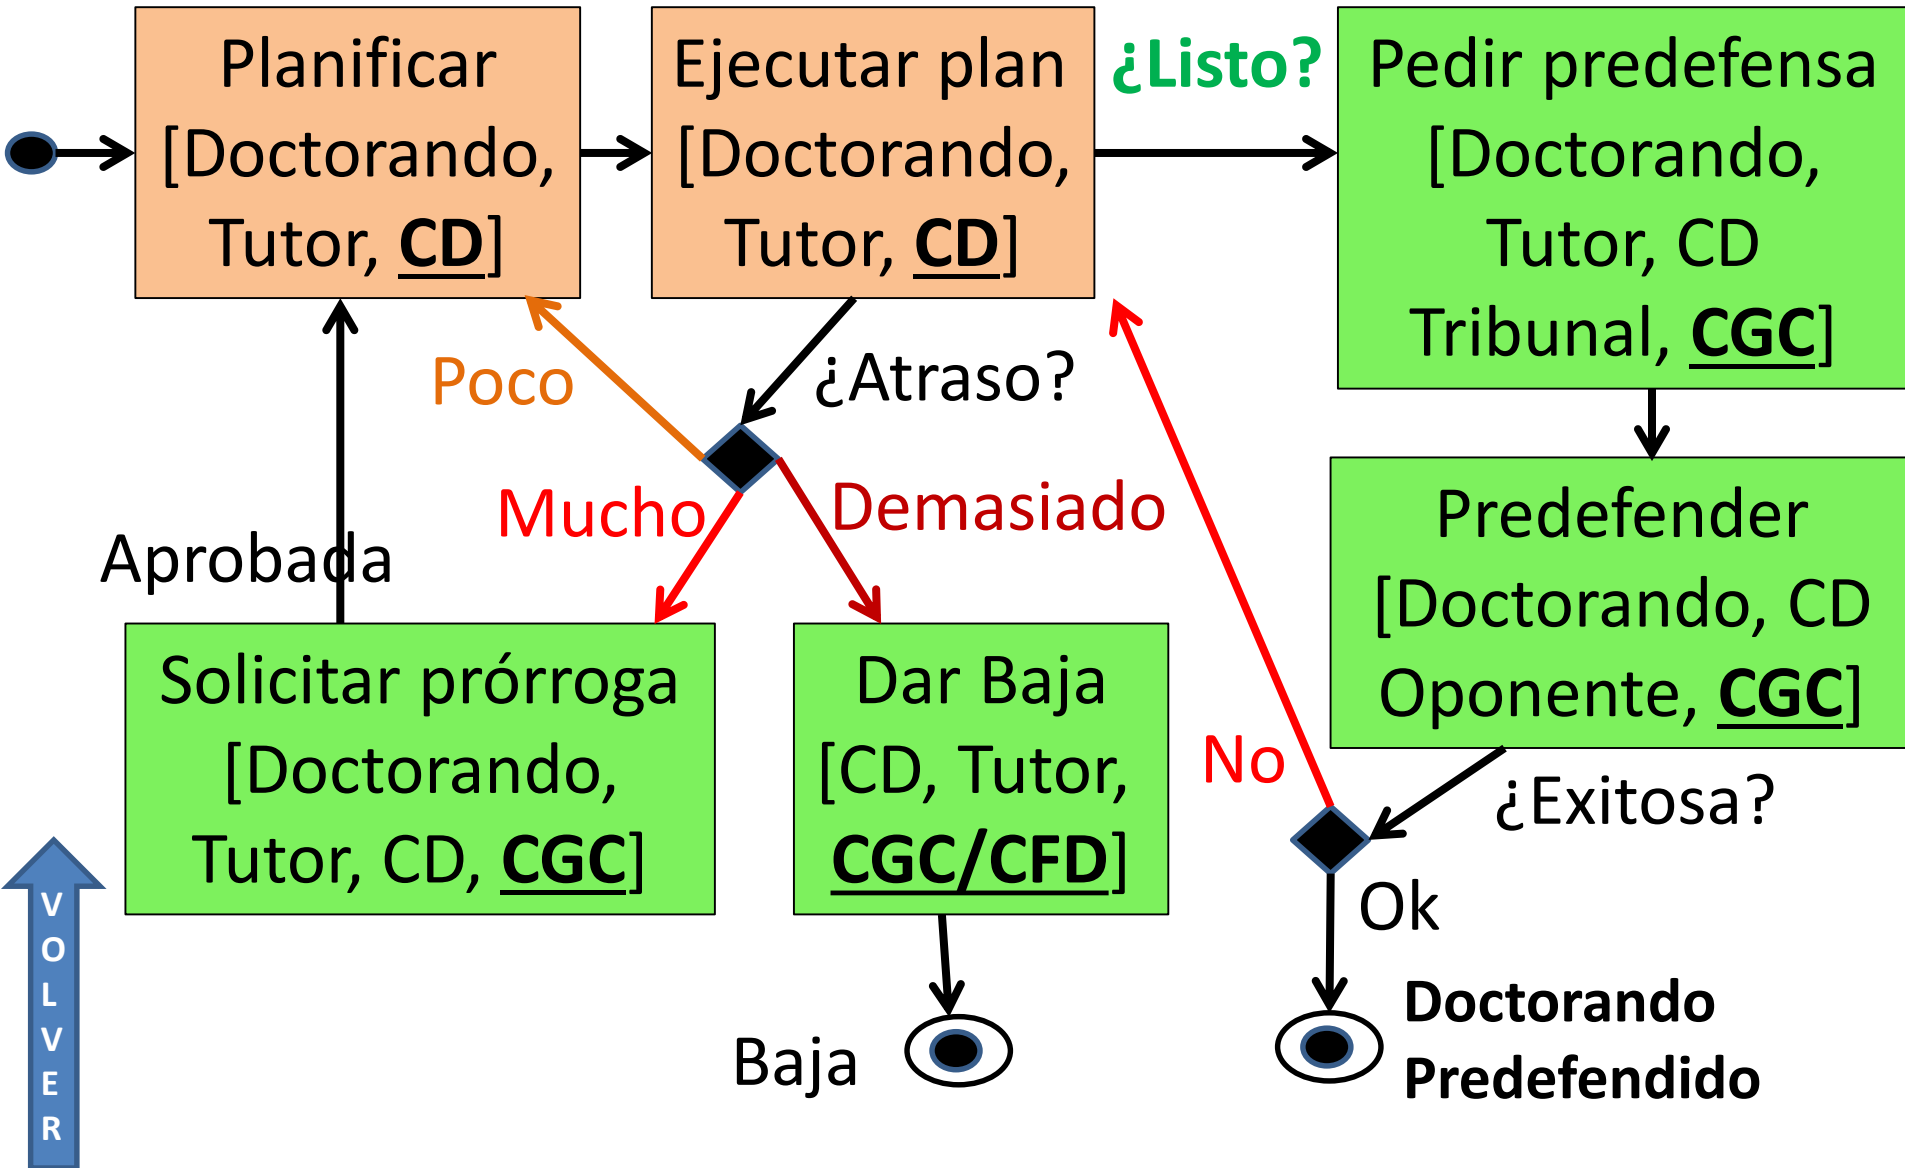 Planificar
[Doctorando,
Tutor, CD]
Ejecutar plan
[Doctorando,
Tutor, CD]
¿Listo?
Pedir predefensa
[Doctorando,
Tutor, CD
Tribunal, CGC]
Poco
¿Atraso?
Mucho
Demasiado
Aprobada
Predefender
[Doctorando, CD
Oponente, CGC]
Solicitar prórroga
[Doctorando,
Tutor, CD, CGC]
Dar Baja
[CD, Tutor,
CGC/CFD]
No
¿Exitosa?
Ok
Baja
Doctorando
Predefendido
V
O
L
V
E
R